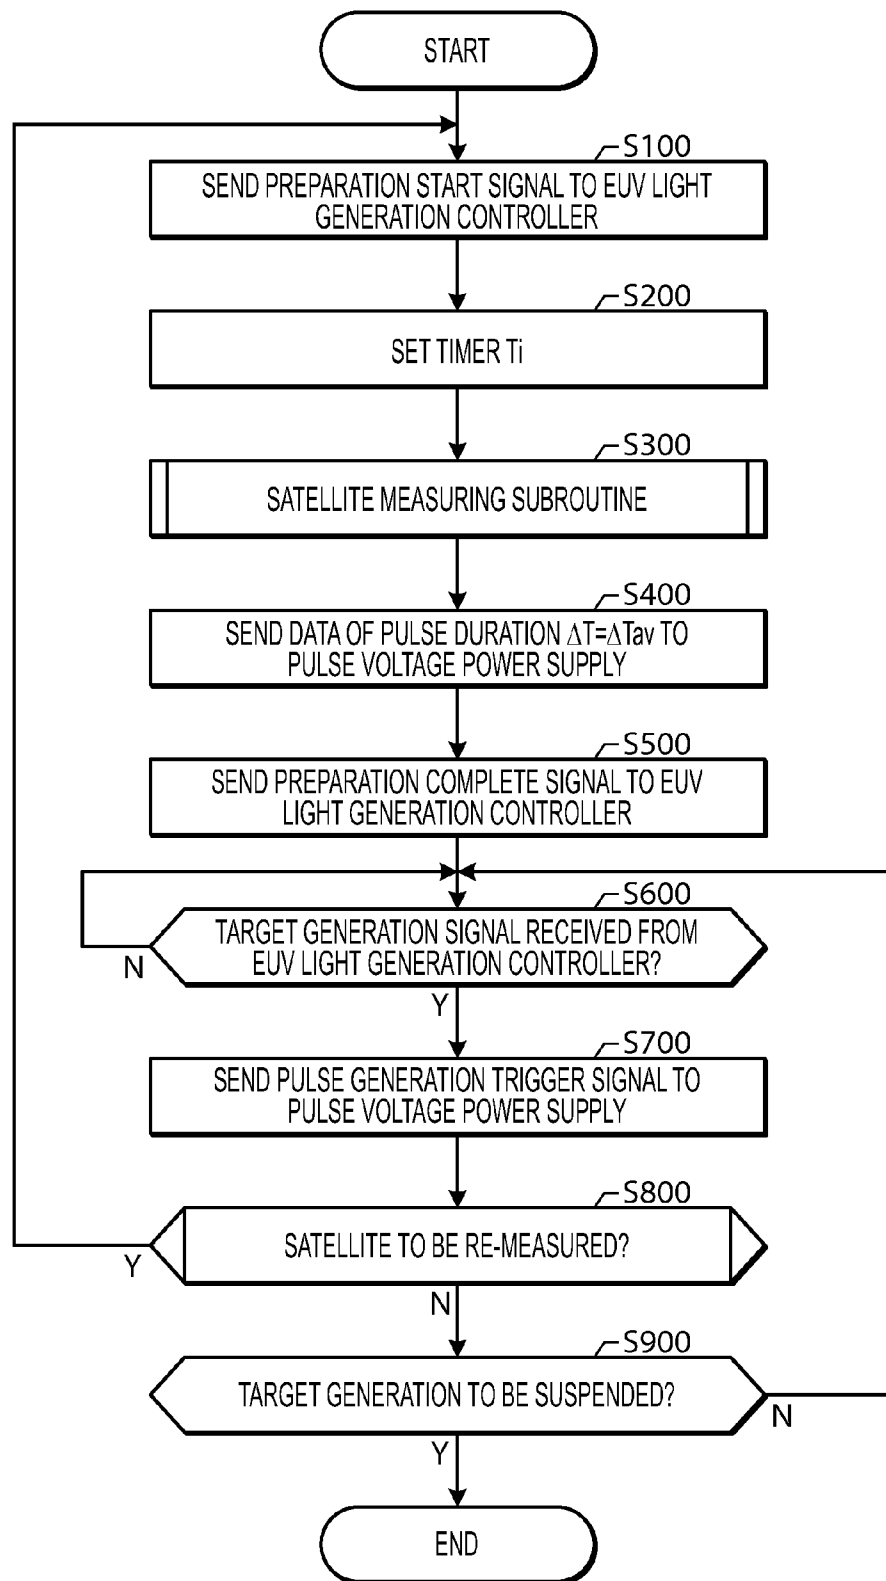 START
S100
SEND PREPARATION START SIGNAL TO EUV LIGHT
GENERATION CONTROLLER
S200
SET TIMER Ti
S300
SATELLITE MEASURING SUBROUTINE
S400
SEND DATA OF PULSE DURATION ΔT=ΔTav TO
PULSE VOLTAGE POWER SUPPLY
S500
SEND PREPARATION COMPLETE SIGNAL TO EUV
LIGHT GENERATION CONTROLLER
S600
TARGET GENERATION SIGNAL RECEIVED FROM
EUV LIGHT GENERATION CONTROLLER?
N
Y
S700
SEND PULSE GENERATION TRIGGER SIGNAL TO
PULSE VOLTAGE POWER SUPPLY
S800
SATELLITE TO BE RE-MEASURED?
Y
N
S900
TARGET GENERATION TO BE SUSPENDED?
N
Y
END